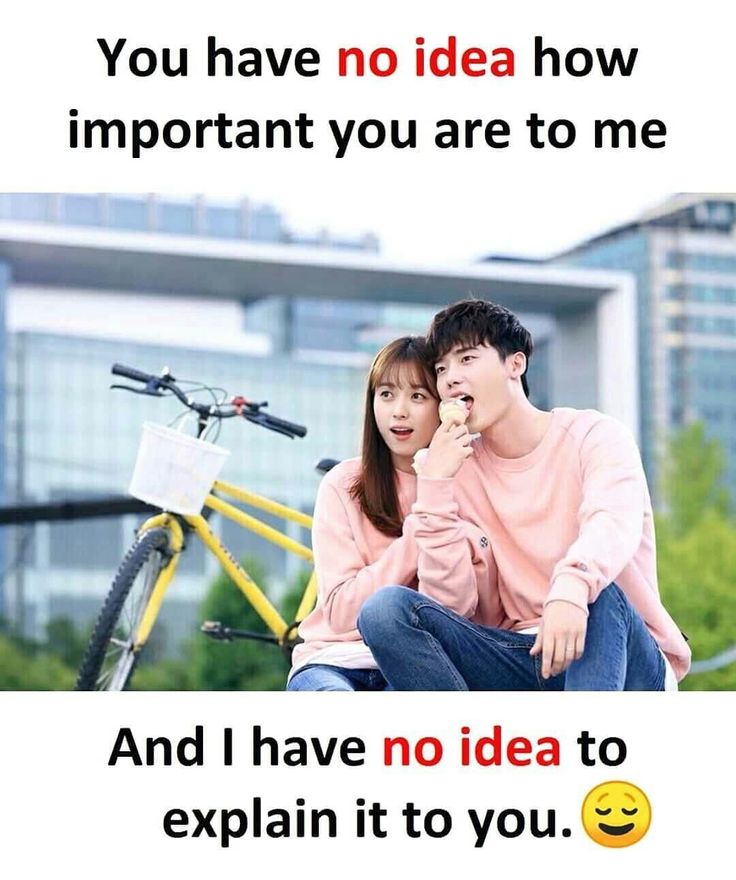 You have no idea how
important you are to me
And I have no idea to
explain it to you.😌